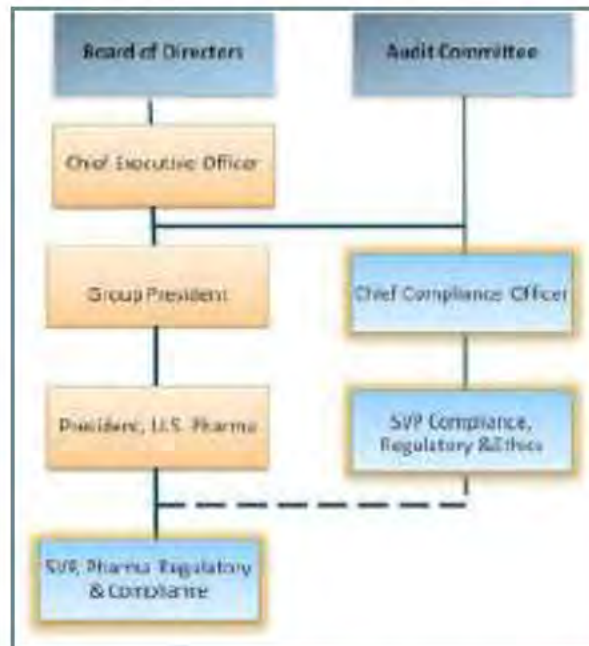 Board of Directors
Audit Committee
Chief Executive Officer
Group President
Chief Compliance Officer
President, U.S. Pharma
SVP Compliance,
Regulatory & Ethics
SVP, Pharma Regulatory
& Compliance